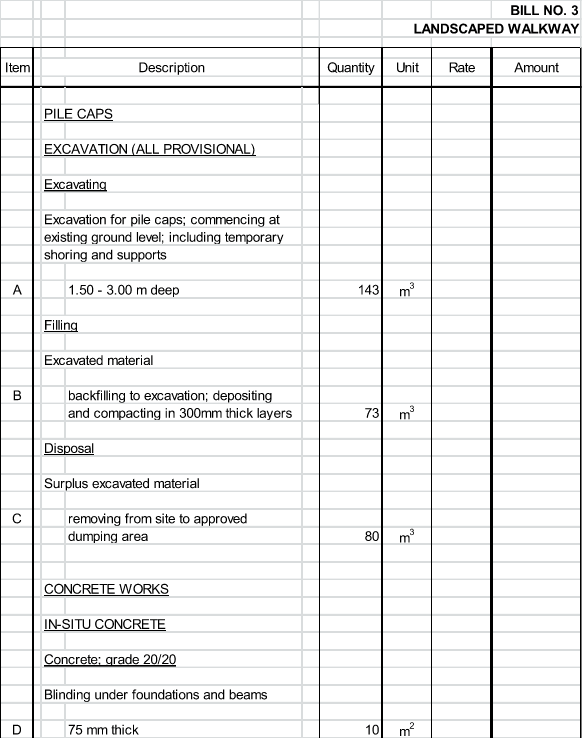 BILL NO. 3
LANDSCAPED WALKWAY
Item Description Quantity Unit Rate Amount
PILE CAPS
EXCAVATION (ALL PROVISIONAL)
Excavating
Excavation for pile caps; commencing at
existing ground level; including temporary
shoring and supports
A 1.50 - 3.00 m deep 143 m³
Filling
Excavated material
B backfilling to excavation; depositing
and compacting in 300mm thick layers 73 m³
Disposal
Surplus excavated material
C removing from site to approved
dumping area 80 m³
CONCRETE WORKS
IN-SITU CONCRETE
Concrete; grade 20/20
Blinding under foundations and beams
D 75 mm thick 10 m²